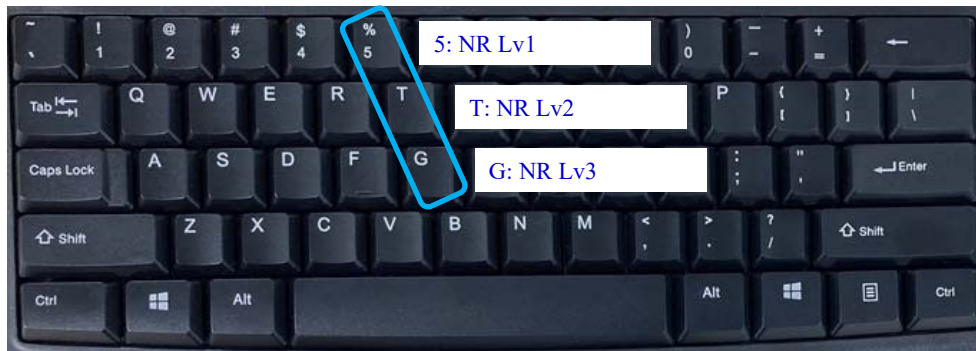 ~ ! @ # $ % ) — + ←
` 1 2 3 4 5 5: NR Lv1 0 – =
Tab Q W E R T T: NR Lv2 P { } |
[ ] \
Caps Lock A S D F G G: NR Lv3 : " Enter
; '
Shift Z X C V B N M < > ? Shift
, . /
Ctrl Alt Alt Ctrl